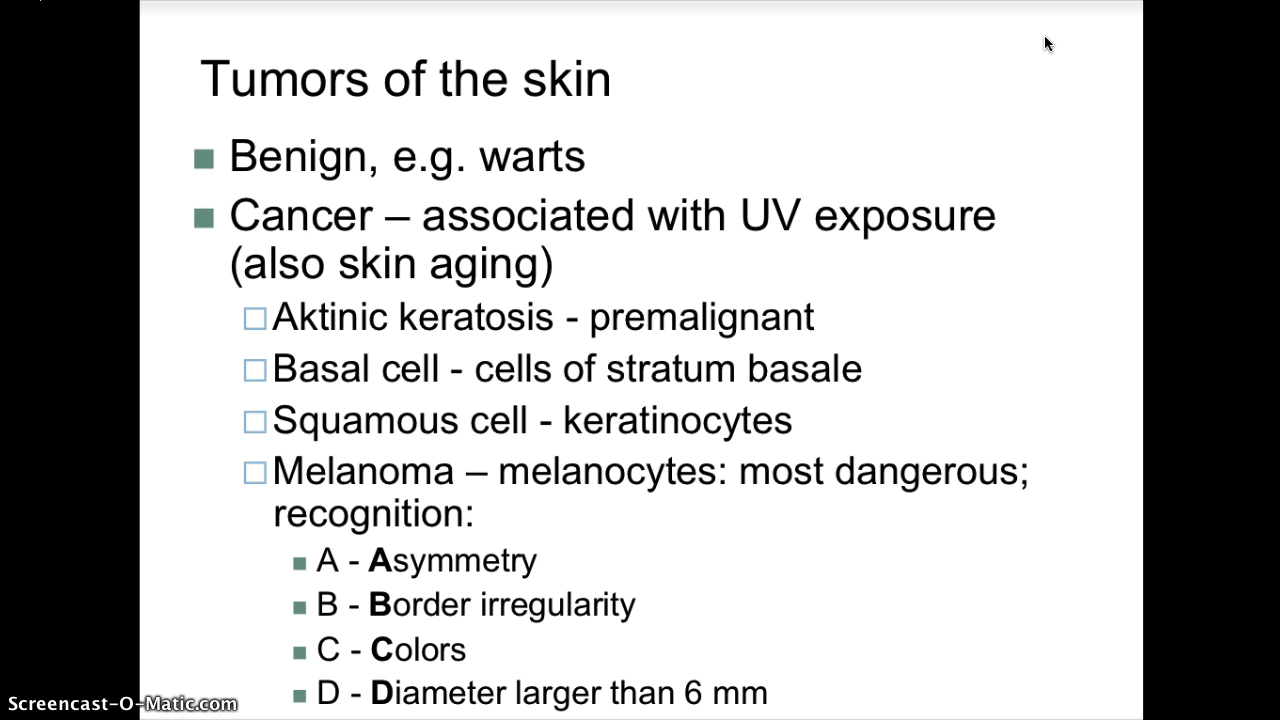 Tumors of the skin
Benign, e.g. warts
Cancer – associated with UV exposure
(also skin aging)
Aktinic keratosis - premalignant
Basal cell - cells of stratum basale
Squamous cell - keratinocytes
Melanoma – melanocytes: most dangerous;
recognition:
A - Asymmetry
B - Border irregularity
C - Colors
D - Diameter larger than 6 mm
Screencast-O-Matic.com